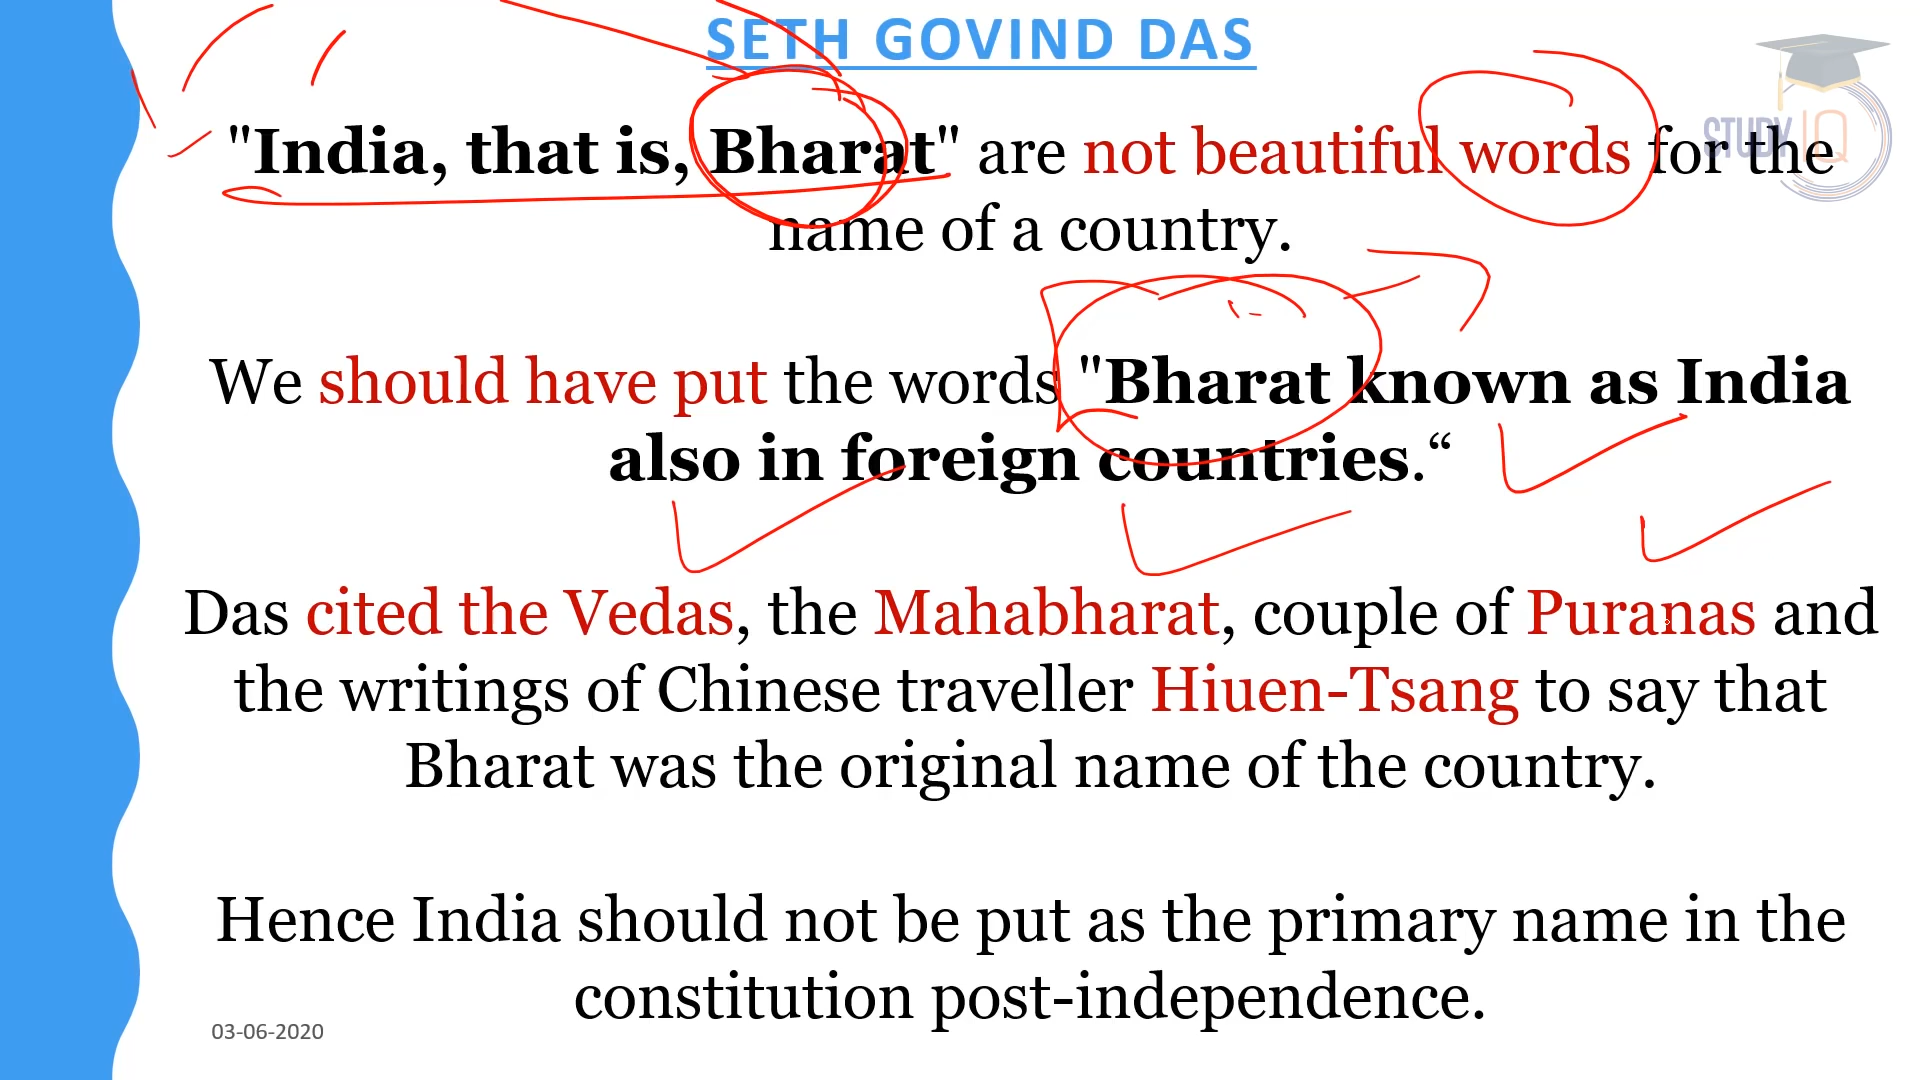 SETH GOVIND DAS
STUDY IQ
"India, that is, Bharat" are not beautiful words for the
name of a country.
We should have put the words "Bharat known as India
also in foreign countries.“
Das cited the Vedas, the Mahabharat, couple of Puranas and
the writings of Chinese traveller Hiuen-Tsang to say that
Bharat was the original name of the country.
Hence India should not be put as the primary name in the
constitution post-independence.
03-06-2020